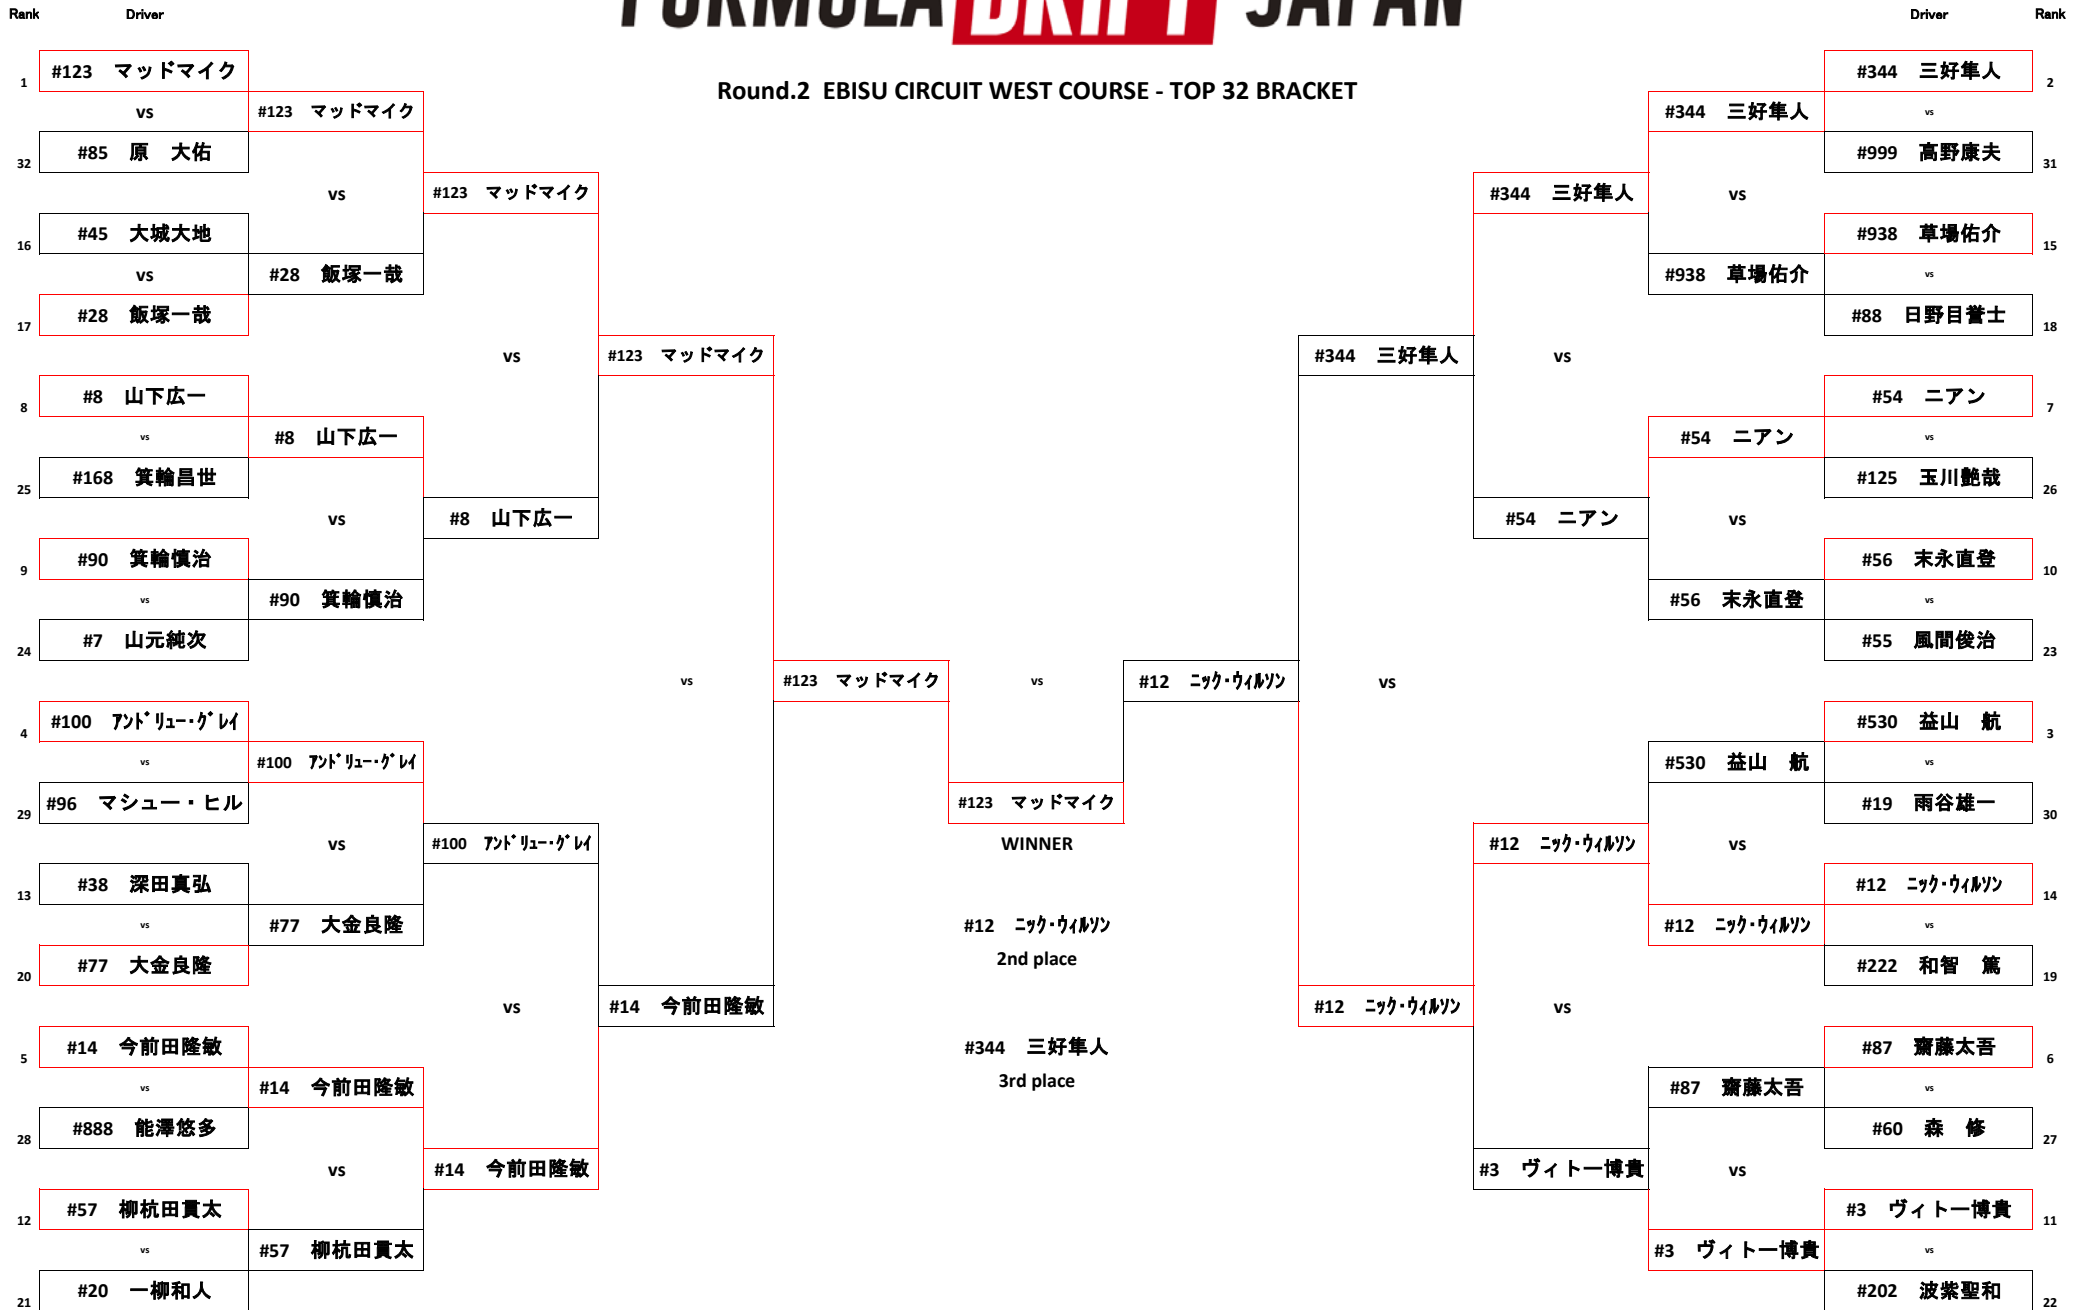 FORMULA DRIFT JAPAN
Rank Driver Driver Rank
Round.2 EBISU CIRCUIT WEST COURSE - TOP 32 BRACKET
1 #123 マッドマイク
vs
32 #85 原 大佑
16 #45 大城大地
vs
17 #28 飯塚一哉
8 #8 山下広一
vs
25 #168 箕輪昌世
9 #90 箕輪慎治
vs
24 #7 山元純次
4 #100 ｱﾝﾄﾞﾘｭｰ・ｸﾞﾚｲ
vs
29 #96 マシュー・ヒル
13 #38 深田真弘
vs
20 #77 大金良隆
5 #14 今前田隆敏
vs
28 #888 能澤悠多
12 #57 柳杭田貫太
vs
21 #20 一柳和人
#123 マッドマイク
vs
#28 飯塚一哉
#8 山下広一
vs
#90 箕輪慎治
#100 ｱﾝﾄﾞﾘｭｰ・ｸﾞﾚｲ
vs
#77 大金良隆
#14 今前田隆敏
vs
#57 柳杭田貫太
#123 マッドマイク
vs
#8 山下広一
#100 ｱﾝﾄﾞﾘｭｰ・ｸﾞﾚｲ
vs
#14 今前田隆敏
#123 マッドマイク
vs
#14 今前田隆敏
#123 マッドマイク
vs
#12 ﾆｯｸ・ｳｨﾙｿﾝ
#123 マッドマイク
WINNER
#12 ﾆｯｸ・ｳｨﾙｿﾝ
2nd place
#344 三好隼人
3rd place
#344 三好隼人
vs
#12 ﾆｯｸ・ｳｨﾙｿﾝ
#344 三好隼人
vs
#54 ニアン
#12 ﾆｯｸ・ｳｨﾙｿﾝ
vs
#3 ヴィトー博貴
#344 三好隼人
vs
#938 草場佑介
#54 ニアン
vs
#56 末永直登
#530 益山 航
vs
#12 ﾆｯｸ・ｳｨﾙｿﾝ
#87 齋藤太吾
vs
#3 ヴィトー博貴
#344 三好隼人 2
vs
#999 高野康夫 31
#938 草場佑介 15
vs
#88 日野目誉士 18
#54 ニアン 7
vs
#125 玉川艶哉 26
#56 末永直登 10
vs
#55 風間俊治 23
#530 益山 航 3
vs
#19 雨谷雄一 30
#12 ﾆｯｸ・ｳｨﾙｿﾝ 14
vs
#222 和智 篤 19
#87 齋藤太吾 6
vs
#60 森 修 27
#3 ヴィトー博貴 11
vs
#202 波紫聖和 22